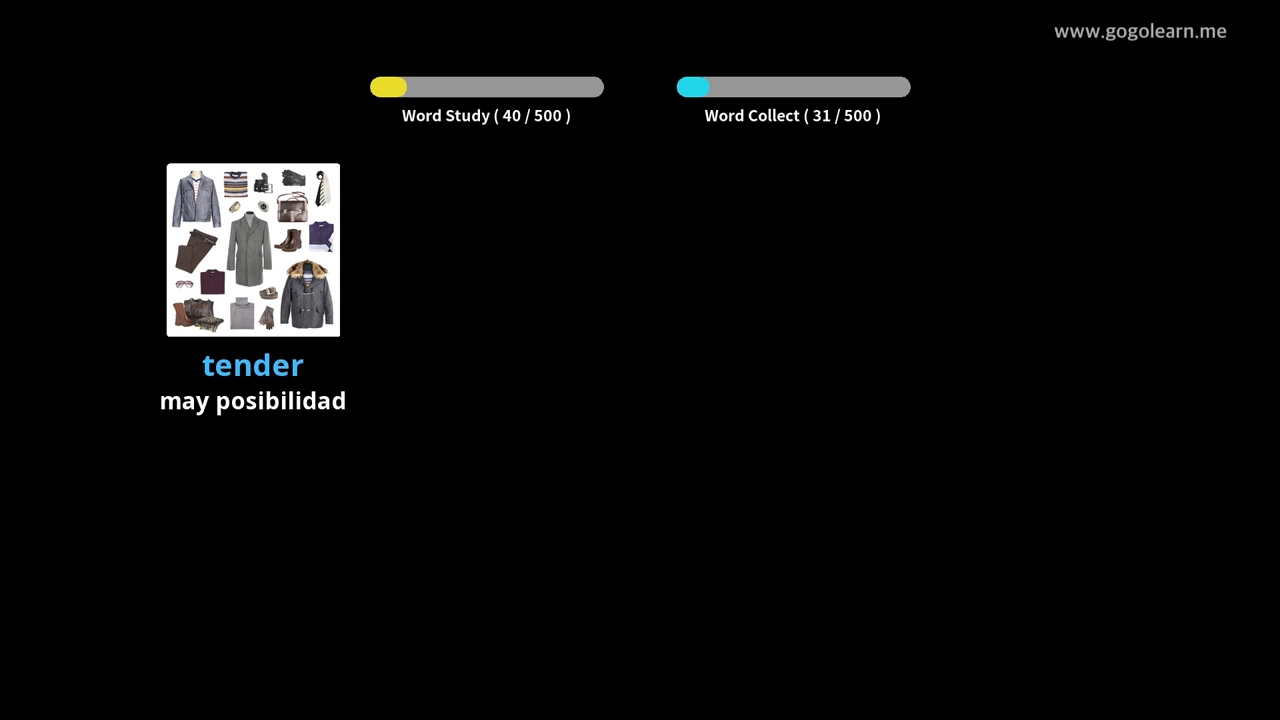 www.gogolearn.me
Word Study ( 40 / 500 )
Word Collect ( 31 / 500 )
tender
may posibilidad